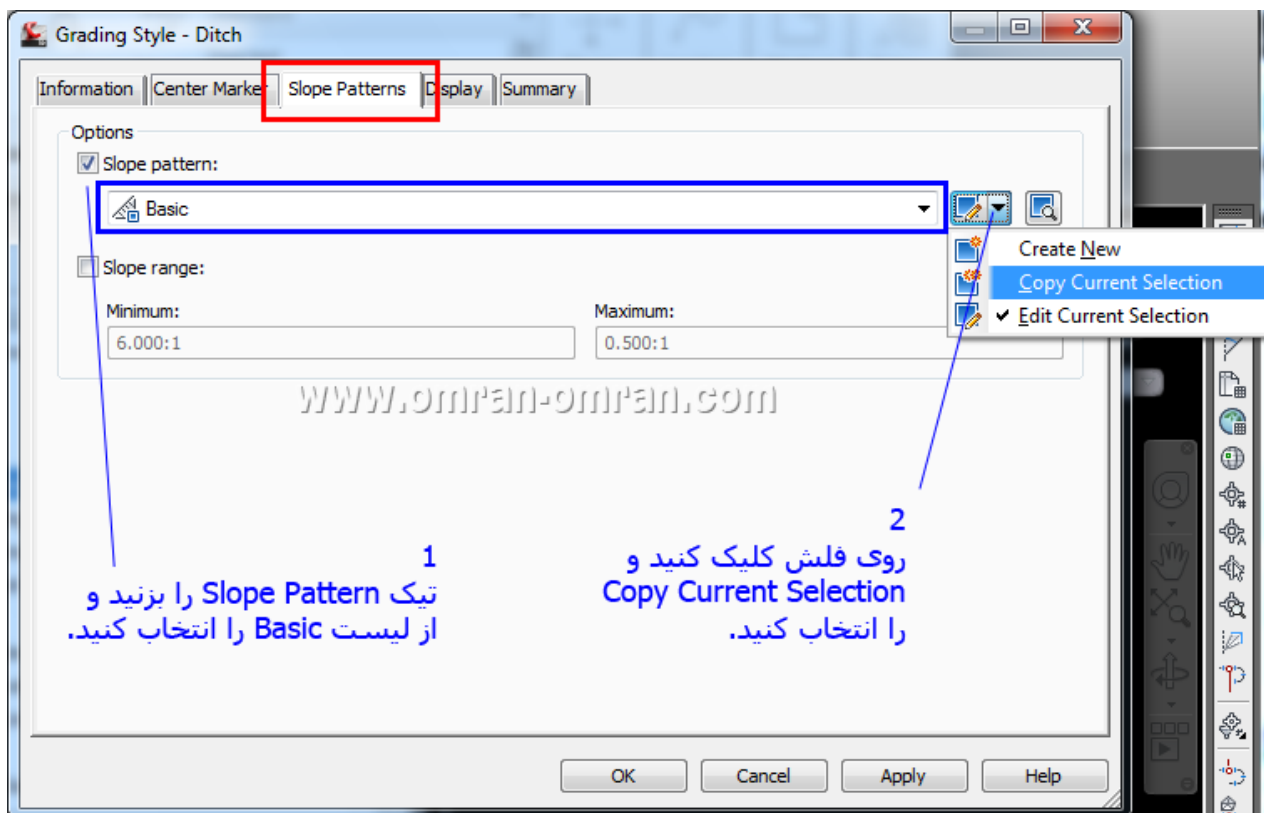 Grading Style - Ditch
Information Center Marker Slope Patterns Display Summary
Options
Slope pattern:
Basic
Create New
Copy Current Selection
Edit Current Selection
Slope range:
Minimum: Maximum:
6.000:1 0.500:1
www.omran-omran.com
1
تیک Slope Pattern را بزنید و
از لیست Basic را انتخاب کنید.
2
روی فلش کلیک کنید و
Copy Current Selection
را انتخاب کنید.
OK Cancel Apply Help